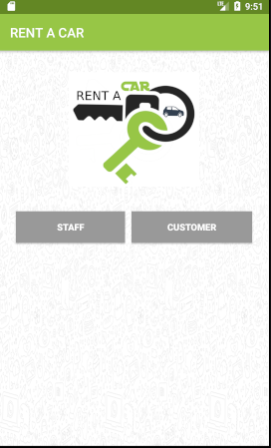 9:51
RENT A CAR
RENT A CAR
STAFF
CUSTOMER